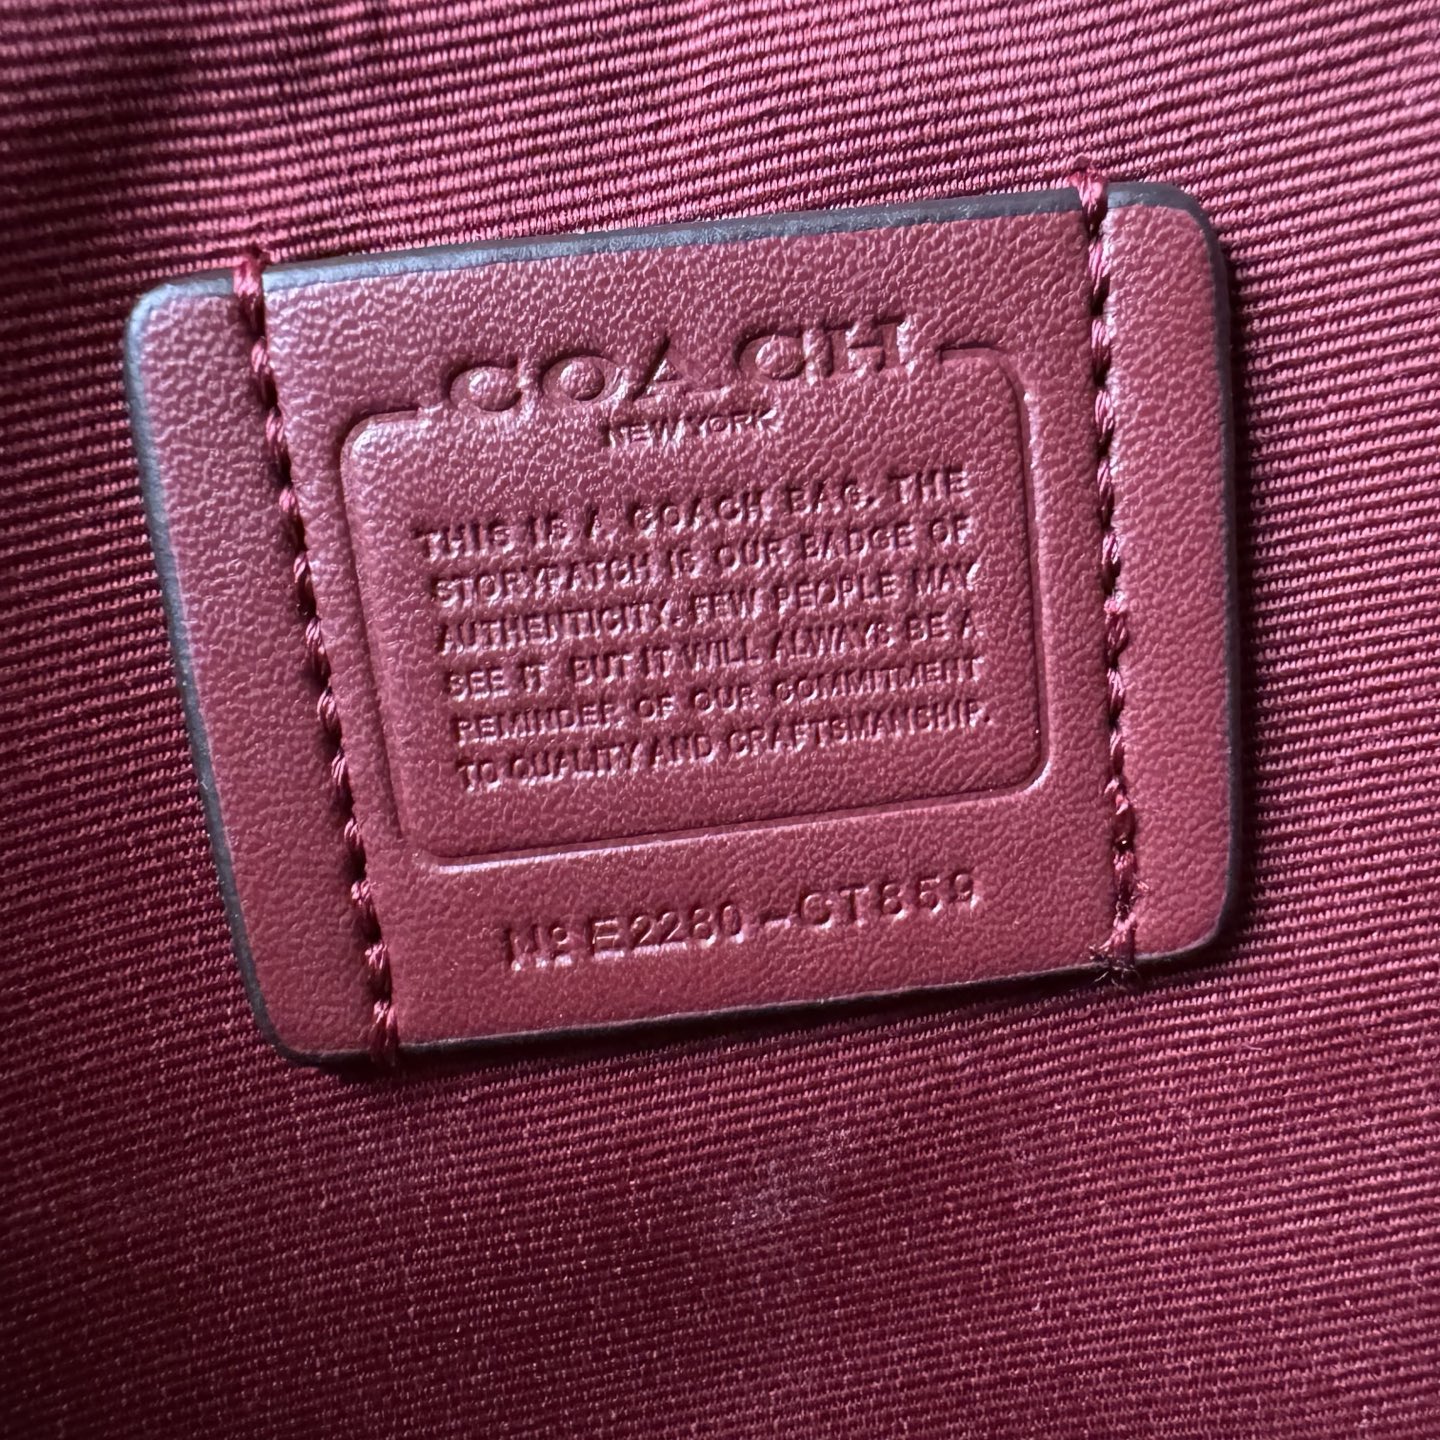 COACH
NEW YORK
THIS IS A COACH BAG. THE
STORYPATCH IS OUR BADGE OF
AUTHENTICITY. FEW PEOPLE MAY
SEE IT BUT IT WILL ALWAYS BE A
REMINDER OF OUR COMMITMENT
TO QUALITY AND CRAFTSMANSHIP.
Nº E2280-CT859